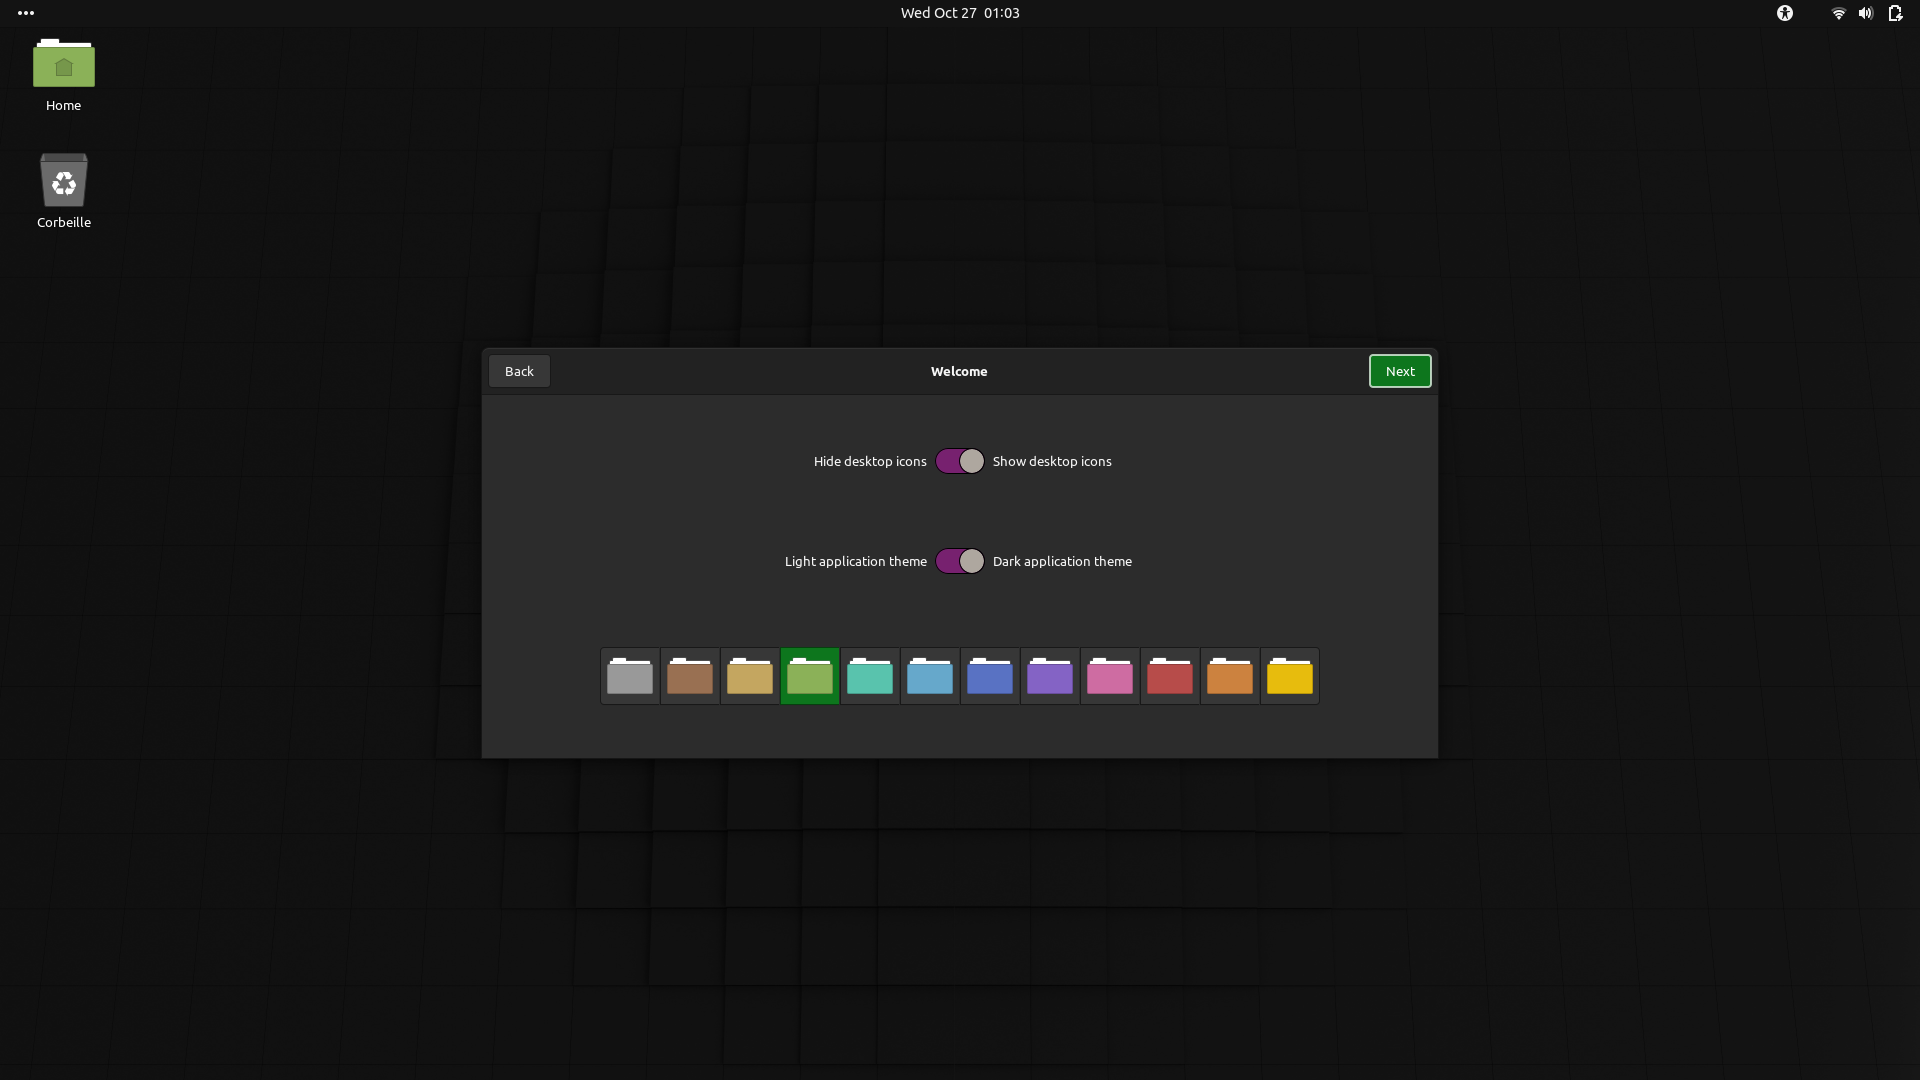 Wed Oct 27 01:03
Home
Corbeille
Back
Welcome
Next
Hide desktop icons
Show desktop icons
Light application theme
Dark application theme